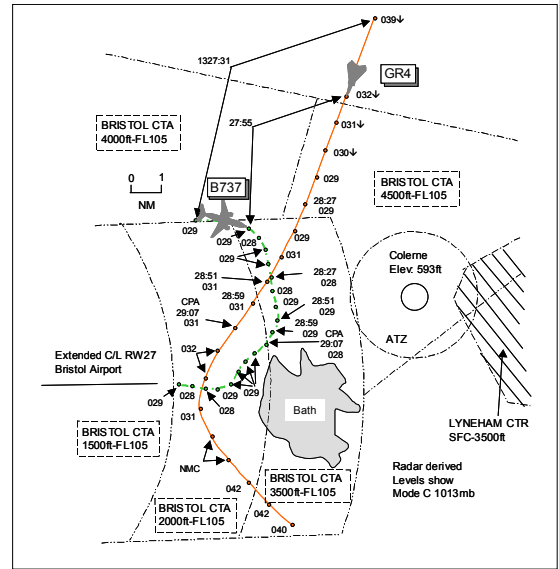 039↓
1327:31
GR4
032↓
27:55
BRISTOL CTA
4000ft-FL105
031↓
030↓
0 1
NM
B737
029
BRISTOL CTA
4500ft-FL105
28:27
029
029
029
028
029
029
031
Colerne
Elev: 593ft
28:51
031
28:27
028
028
029
28:59
031
28:51
029
CPA
29:07
031
28:59
029
ATZ
CPA
29:07
028
032
Extended C/L RW27
Bristol Airport
029
028
029
029
028
Bath
LYNEHAM CTR
SFC-3500ft
031
BRISTOL CTA
1500ft-FL105
NMC
Radar derived
Levels show
Mode C 1013mb
042
BRISTOL CTA
3500ft-FL105
BRISTOL CTA
2000ft-FL105
042
040